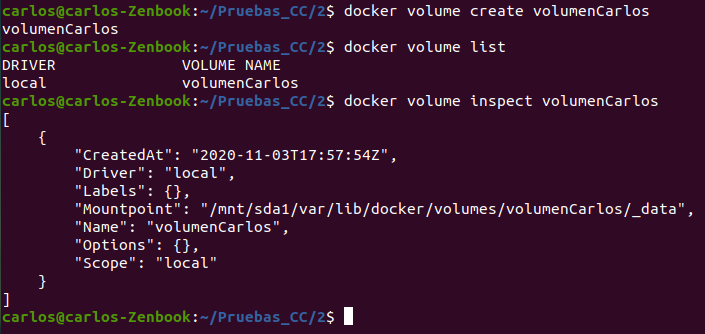 carlos@carlos-Zenbook:~/Pruebas_CC/2$ docker volume create volumenCarlos
volumenCarlos
carlos@carlos-Zenbook:~/Pruebas_CC/2$ docker volume list
DRIVER              VOLUME NAME
local               volumenCarlos
carlos@carlos-Zenbook:~/Pruebas_CC/2$ docker volume inspect volumenCarlos
[
    {
        "CreatedAt": "2020-11-03T17:57:54Z",
        "Driver": "local",
        "Labels": {},
        "Mountpoint": "/mnt/sda1/var/lib/docker/volumes/volumenCarlos/_data",
        "Name": "volumenCarlos",
        "Options": {},
        "Scope": "local"
    }
]
carlos@carlos-Zenbook:~/Pruebas_CC/2$